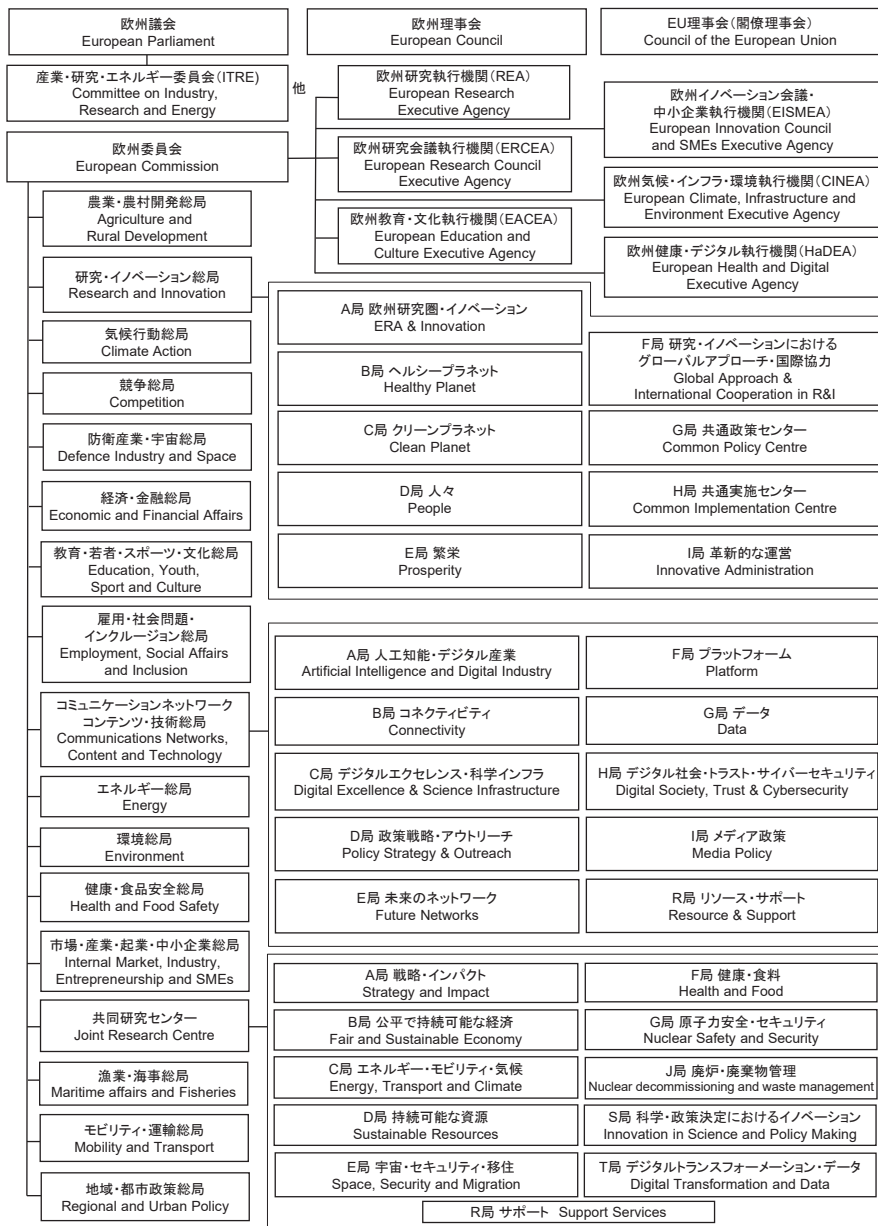 欧州議会
European Parliament
欧州理事会
European Council
EU理事会(閣僚理事会)
Council of the European Union
産業・研究・エネルギー委員会(ITRE)
Committee on Industry,
Research and Energy
他
欧州委員会
European Commission
欧州研究執行機関(REA)
European Research
Executive Agency
欧州研究会議執行機関(ERCEA)
European Research Council
Executive Agency
欧州教育・文化執行機関(EACEA)
European Education and
Culture Executive Agency
欧州イノベーション会議・
中小企業執行機関(EISMEA)
European Innovation Council
and SMEs Executive Agency
欧州気候・インフラ・環境執行機関(CINEA)
European Climate, Infrastructure and
Environment Executive Agency
欧州健康・デジタル執行機関(HaDEA)
European Health and Digital
Executive Agency
農業・農村開発総局
Agriculture and
Rural Development
研究・イノベーション総局
Research and Innovation
気候行動総局
Climate Action
競争総局
Competition
防衛産業・宇宙総局
Defence Industry and Space
経済・金融総局
Economic and Financial Affairs
教育・若者・スポーツ・文化総局
Education, Youth,
Sport and Culture
雇用・社会問題・
インクルージョン総局
Employment, Social Affairs
and Inclusion
コミュニケーションネットワーク
コンテンツ・技術総局
Communications Networks,
Content and Technology
エネルギー総局
Energy
環境総局
Environment
健康・食品安全総局
Health and Food Safety
市場・産業・起業・中小企業総局
Internal Market, Industry,
Entrepreneurship and SMEs
共同研究センター
Joint Research Centre
漁業・海事総局
Maritime affairs and Fisheries
モビリティ・運輸総局
Mobility and Transport
地域・都市政策総局
Regional and Urban Policy
A局 欧州研究圏・イノベーション
ERA & Innovation
B局 ヘルシープラネット
Healthy Planet
C局 クリーンプラネット
Clean Planet
D局 人々
People
E局 繁栄
Prosperity
F局 研究・イノベーションにおける
グローバルアプローチ・国際協力
Global Approach &
International Cooperation in R&I
G局 共通政策センター
Common Policy Centre
H局 共通実施センター
Common Implementation Centre
I局 革新的な運営
Innovative Administration
A局 人工知能・デジタル産業
Artificial Intelligence and Digital Industry
B局 コネクティビティ
Connectivity
C局 デジタルエクセレンス・科学インフラ
Digital Excellence & Science Infrastructure
D局 政策戦略・アウトリーチ
Policy Strategy & Outreach
E局 未来のネットワーク
Future Networks
F局 プラットフォーム
Platform
G局 データ
Data
H局 デジタル社会・トラスト・サイバーセキュリティ
Digital Society, Trust & Cybersecurity
I局 メディア政策
Media Policy
R局 リソース・サポート
Resource & Support
A局 戦略・インパクト
Strategy and Impact
B局 公平で持続可能な経済
Fair and Sustainable Economy
C局 エネルギー・モビリティ・気候
Energy, Transport and Climate
D局 持続可能な資源
Sustainable Resources
E局 宇宙・セキュリティ・移住
Space, Security and Migration
F局 健康・食料
Health and Food
G局 原子力安全・セキュリティ
Nuclear Safety and Security
J局 廃炉・廃棄物管理
Nuclear decommissioning and waste management
S局 科学・政策決定におけるイノベーション
Innovation in Science and Policy Making
T局 デジタルトランスフォーメーション・データ
Digital Transformation and Data
R局 サポート Support Services